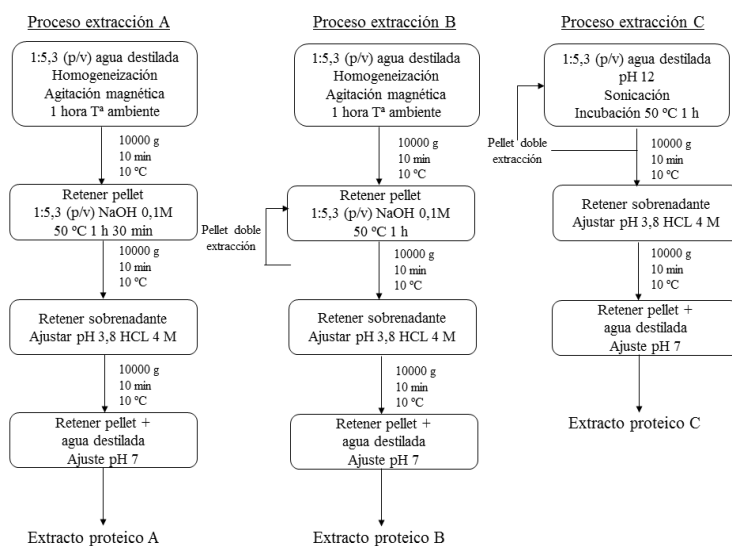 Proceso extracción A
1:5,3 (p/v) agua destilada
Homogeneización
Agitación magnética
1 hora Tª ambiente
10000 g
10 min
10 ºC
Retener pellet
1:5,3 (p/v) NaOH 0,1M
50 ºC 1 h 30 min
10000 g
10 min
10 ºC
Retener sobrenadante
Ajustar pH 3,8 HCL 4 M
10000 g
10 min
10 ºC
Retener pellet +
agua destilada
Ajuste pH 7
Extracto proteico A
Proceso extracción B
1:5,3 (p/v) agua destilada
Homogeneización
Agitación magnética
1 hora Tª ambiente
10000 g
10 min
10 ºC
Retener pellet
1:5,3 (p/v) NaOH 0,1M
50 ºC 1 h
Pellet doble
extracción
10000 g
10 min
10 ºC
Retener sobrenadante
Ajustar pH 3,8 HCL 4 M
10000 g
10 min
10 ºC
Retener pellet +
agua destilada
Ajuste pH 7
Extracto proteico B
Proceso extracción C
1:5,3 (p/v) agua destilada
pH 12
Sonicación
Incubación 50 ºC 1 h
Pellet doble
extracción
10000 g
10 min
10 ºC
Retener sobrenadante
Ajustar pH 3,8 HCL 4 M
10000 g
10 min
10 ºC
Retener pellet +
agua destilada
Ajuste pH 7
Extracto proteico C